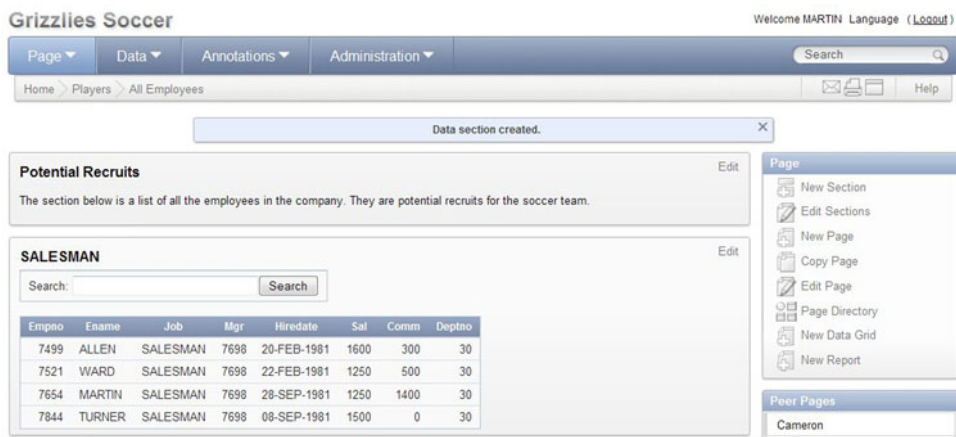 Grizzlies Soccer
Welcome MARTIN Language (Logout)
Page Data Annotations Administration Search
Home Players All Employees Help
Data section created.
Potential Recruits Edit
The section below is a list of all the employees in the company. They are potential recruits for the soccer team.
SALESMAN Edit
Search: Search
Empno Ename Job Mgr Hiredate Sal Comm Deptno
7499 ALLEN SALESMAN 7698 20-FEB-1981 1600 300 30
7521 WARD SALESMAN 7698 22-FEB-1981 1250 500 30
7654 MARTIN SALESMAN 7698 28-SEP-1981 1250 1400 30
7844 TURNER SALESMAN 7698 08-SEP-1981 1500 0 30
Page
New Section
Edit Sections
New Page
Copy Page
Edit Page
Page Directory
New Data Grid
New Report
Peer Pages
Cameron